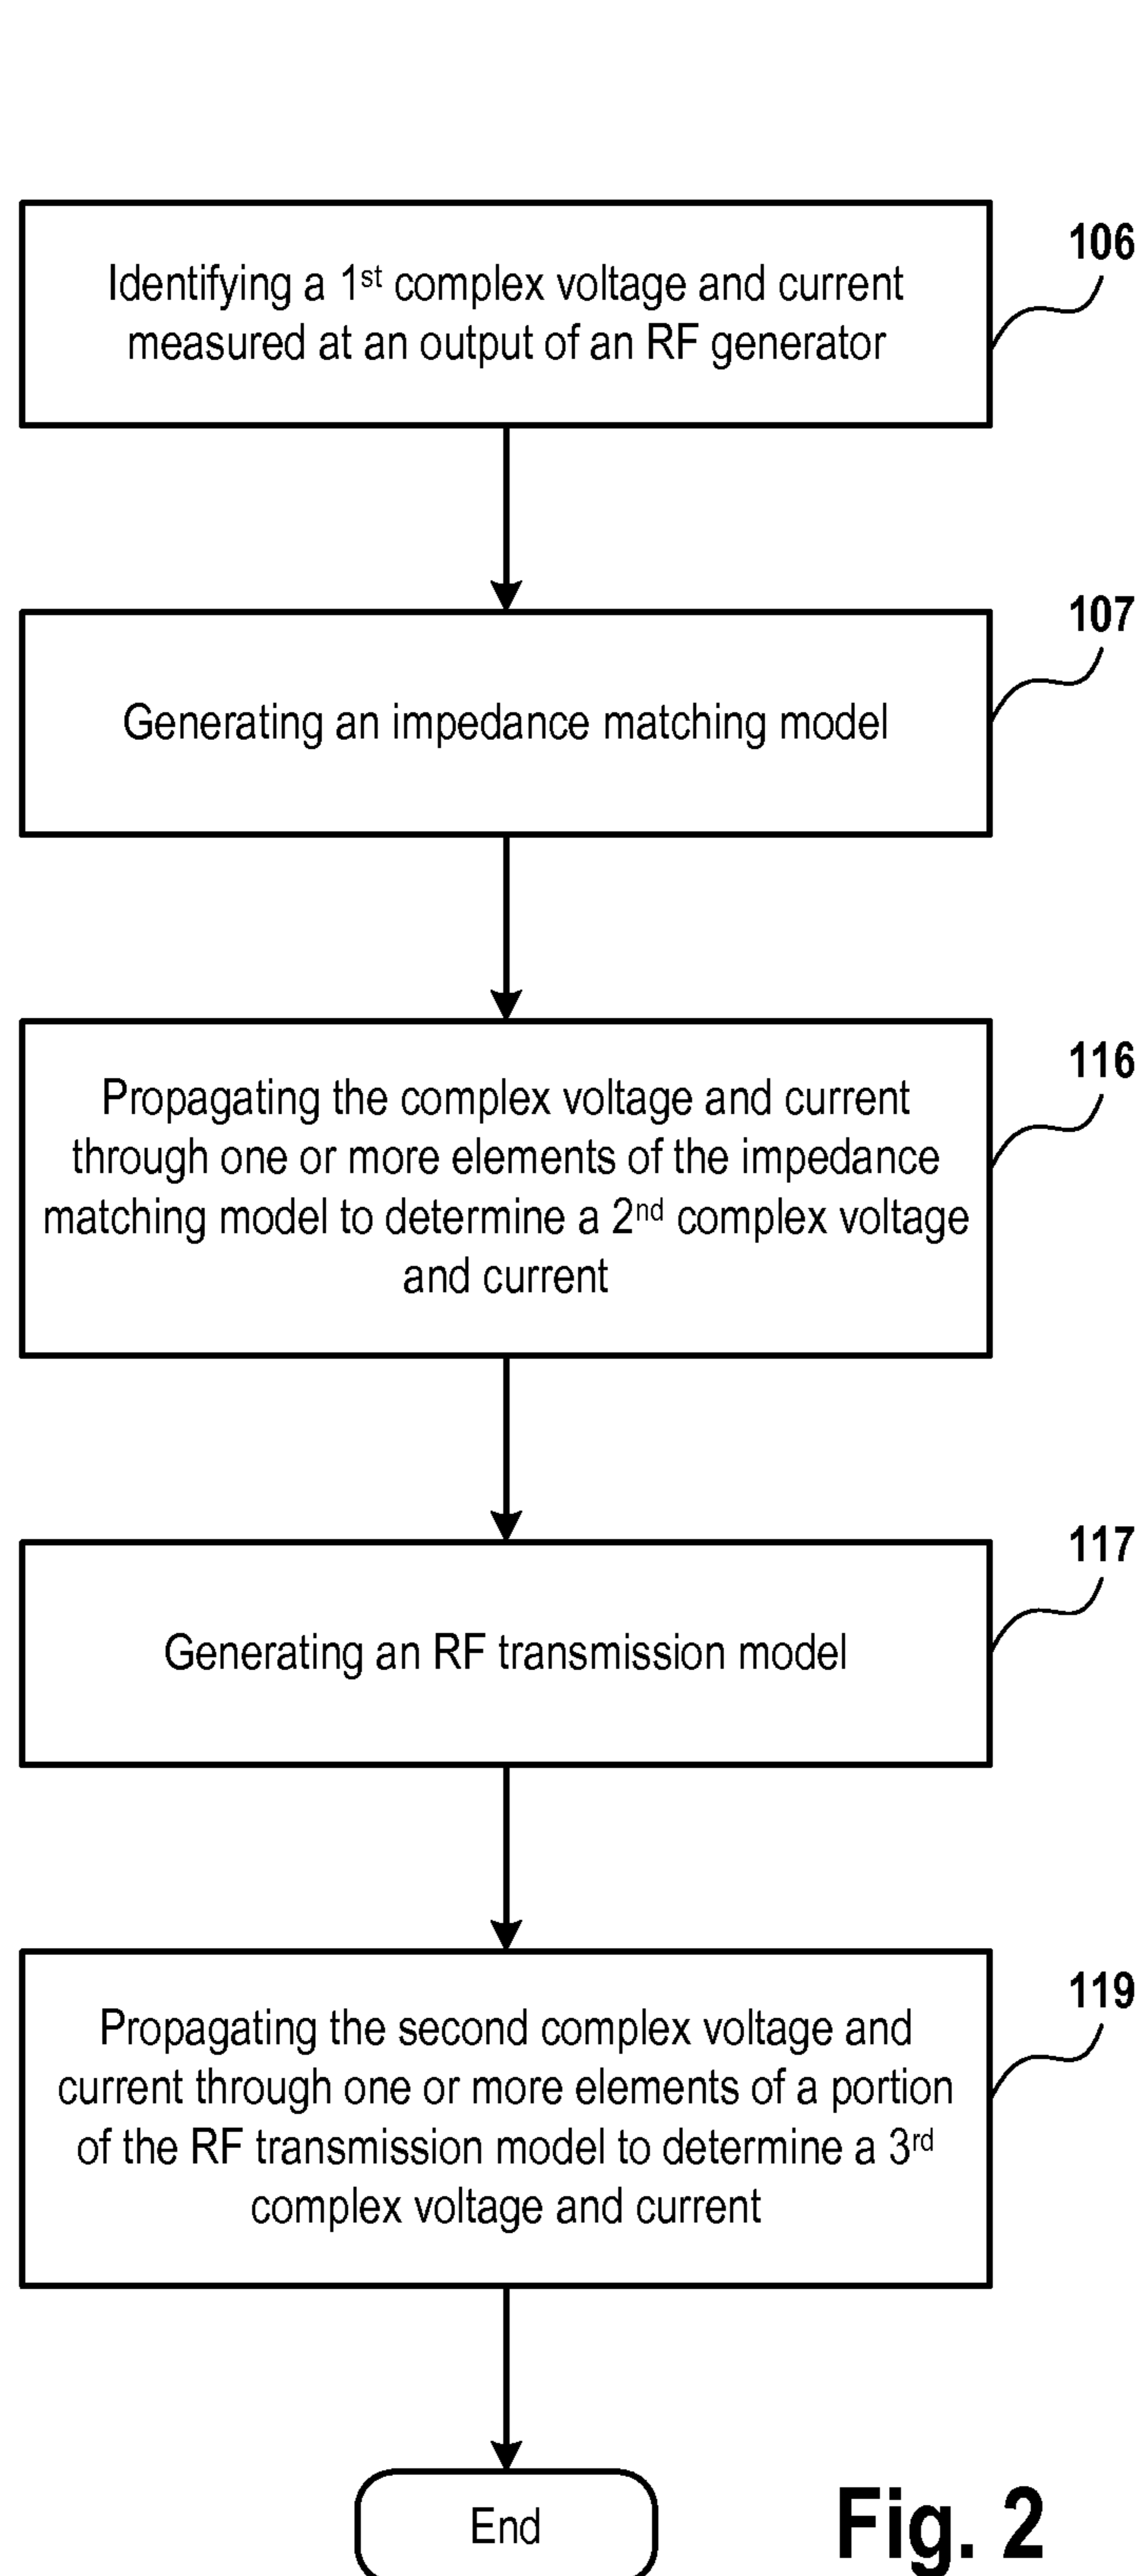 106
Identifying a 1st complex voltage and current
measured at an output of an RF generator
107
Generating an impedance matching model
116
Propagating the complex voltage and current
through one or more elements of the impedance
matching model to determine a 2nd complex voltage
and current
117
Generating an RF transmission model
119
Propagating the second complex voltage and
current through one or more elements of a portion
of the RF transmission model to determine a 3rd
complex voltage and current
End
Fig. 2